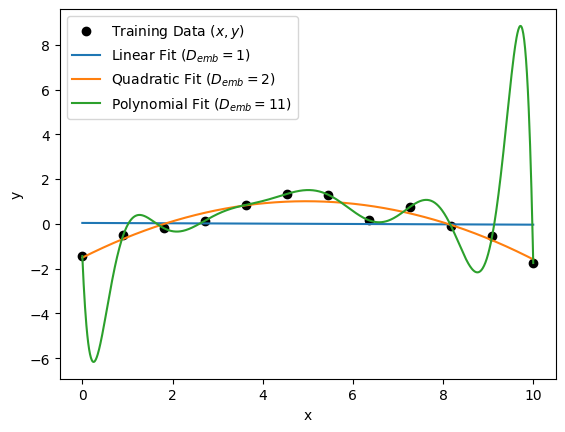 Training Data (x, y)
Linear Fit (D_emb = 1)
Quadratic Fit (D_emb = 2)
Polynomial Fit (D_emb = 11)
8
6
4
2
0
−2
−4
−6
y
0 2 4 6 8 10
x